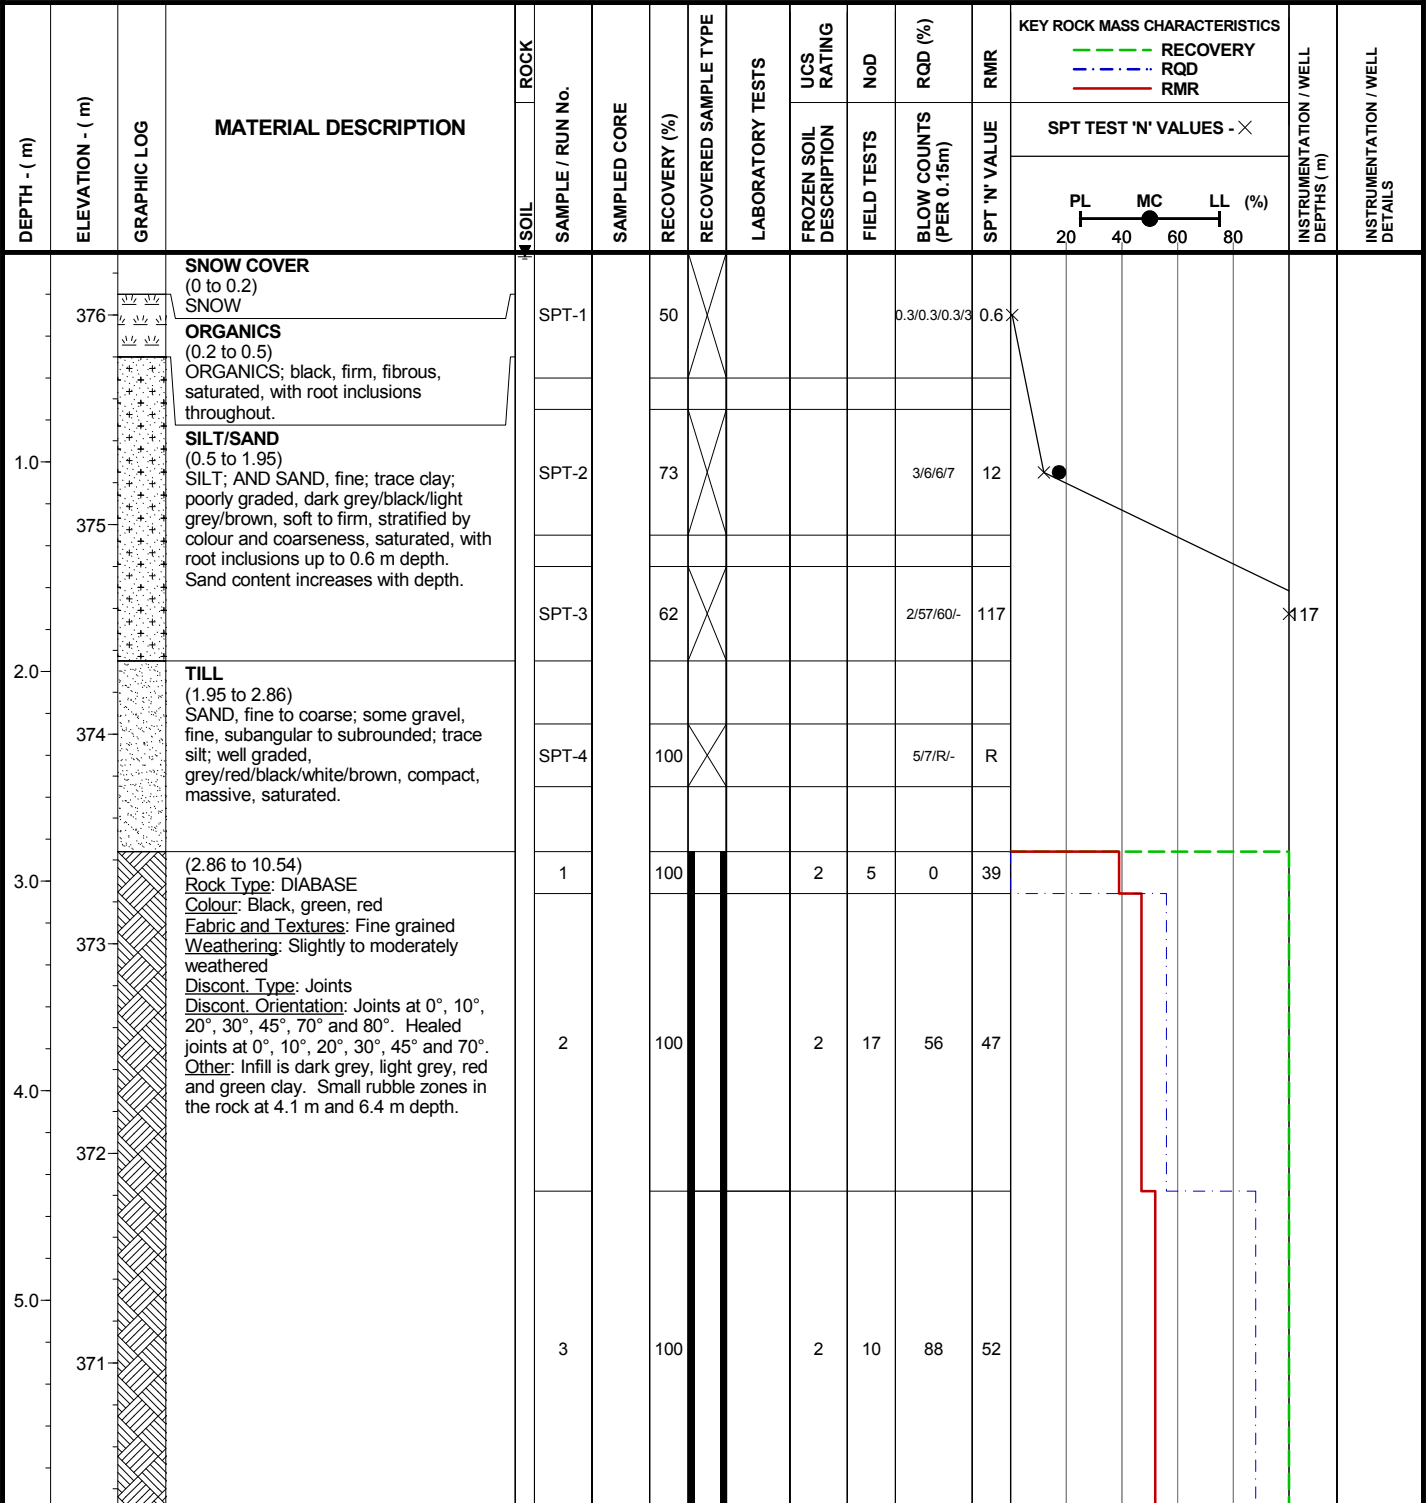 DEPTH - ( m)
ELEVATION - ( m)
GRAPHIC LOG
MATERIAL DESCRIPTION
SOIL
ROCK
SAMPLE / RUN No.
SAMPLED CORE
RECOVERY (%)
RECOVERED SAMPLE TYPE
LABORATORY TESTS
UCS
RATING
FROZEN SOIL
DESCRIPTION
NoD
FIELD TESTS
RQD (%)
BLOW COUNTS
(PER 0.15m)
RMR
SPT 'N' VALUE
KEY ROCK MASS CHARACTERISTICS
RECOVERY
RQD
RMR
SPT TEST 'N' VALUES - ×
PL MC LL (%)
20 40 60 80
INSTRUMENTATION / WELL
DEPTHS ( m)
INSTRUMENTATION / WELL
DETAILS
SNOW COVER
(0 to 0.2)
SNOW
376
SPT-1 50 0.3/0.3/0.3/3 0.6
ORGANICS
(0.2 to 0.5)
ORGANICS; black, firm, fibrous,
saturated, with root inclusions
throughout.
SILT/SAND
(0.5 to 1.95)
1.0
SILT; AND SAND, fine; trace clay;
poorly graded, dark grey/black/light
SPT-2 73 3/6/6/7 12
grey/brown, soft to firm, stratified by
375
colour and coarseness, saturated, with
root inclusions up to 0.6 m depth.
Sand content increases with depth.
SPT-3 62 2/57/60/- 117 117
2.0
TILL
(1.95 to 2.86)
SAND, fine to coarse; some gravel,
fine, subangular to subrounded; trace
374
silt; well graded,
SPT-4 100 5/7/R/- R
grey/red/black/white/brown, compact,
massive, saturated.
(2.86 to 10.54)
1 100 2 5 0 39
3.0
Rock Type: DIABASE
Colour: Black, green, red
Fabric and Textures: Fine grained
373
Weathering: Slightly to moderately
weathered
Discont. Type: Joints
Discont. Orientation: Joints at 0°, 10°,
20°, 30°, 45°, 70° and 80°. Healed
joints at 0°, 10°, 20°, 30°, 45° and 70°.
2 100 2 17 56 47
Other: Infill is dark grey, light grey, red
and green clay. Small rubble zones in
4.0
the rock at 4.1 m and 6.4 m depth.
372
5.0
3 100 2 10 88 52
371